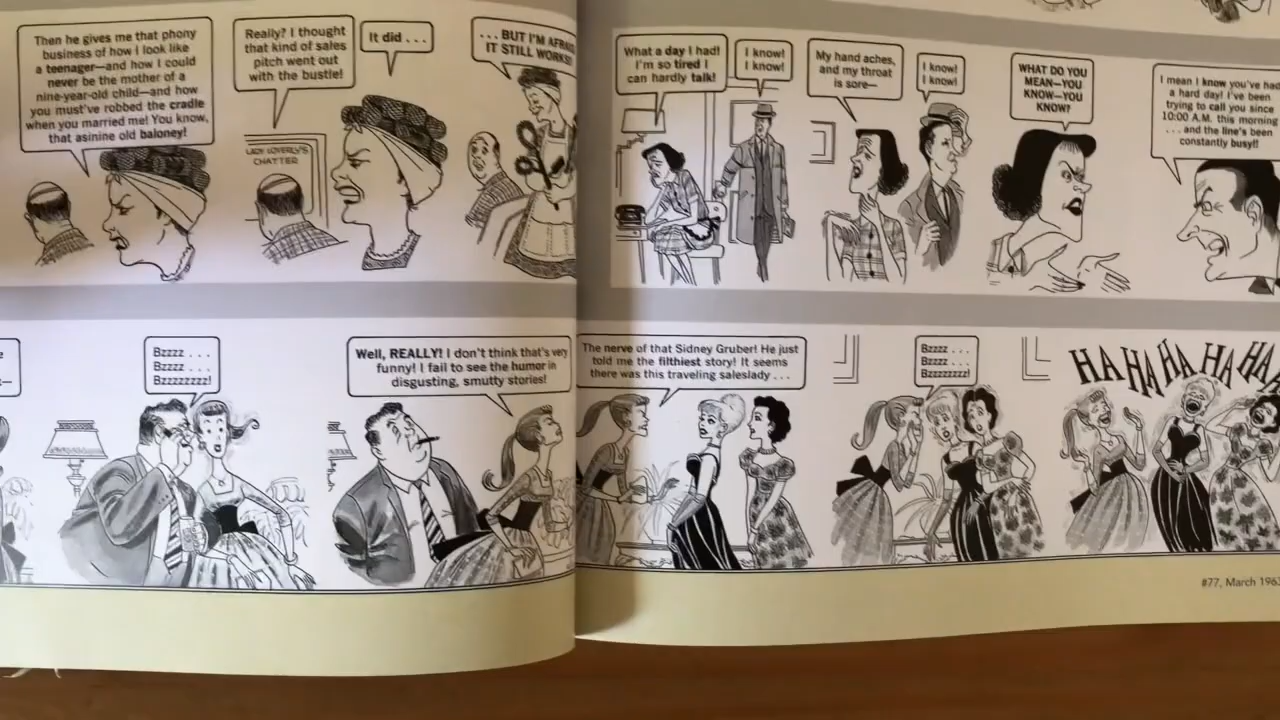 Then he gives me that phony
business of how I look like
a teenager—and how I could
never be the mother of a
nine-year-old child—and how
you must've robbed the cradle
when you married me! You know,
that asinine old baloney!
Really? I thought
that kind of sales
pitch went out
with the bustle!
It did . . .
LADY LOVERLY'S
CHATTER
. . . BUT I'M AFRAID
IT STILL WORKS!
What a day I had!
I'm so tired I
can hardly talk!
I know!
I know!
My hand aches,
and my throat
is sore—
I know!
I know!
WHAT DO YOU
MEAN—YOU
KNOW—YOU
KNOW?
I mean I know you've had
a hard day! I've been
trying to call you since
10:00 A.M. this morning
. . . and the line's been
constantly busy!!
Bzzzz . . .
Bzzzz . . .
Bzzzzzzz!
Well, REALLY! I don't think that's very
funny! I fail to see the humor in
disgusting, smutty stories!
The nerve of that Sidney Gruber! He just
told me the filthiest story! It seems
there was this traveling saleslady . . .
Bzzzz . . .
Bzzzz . . .
Bzzzzzzzz!
HA HA HA HA HA
#77, March 1963